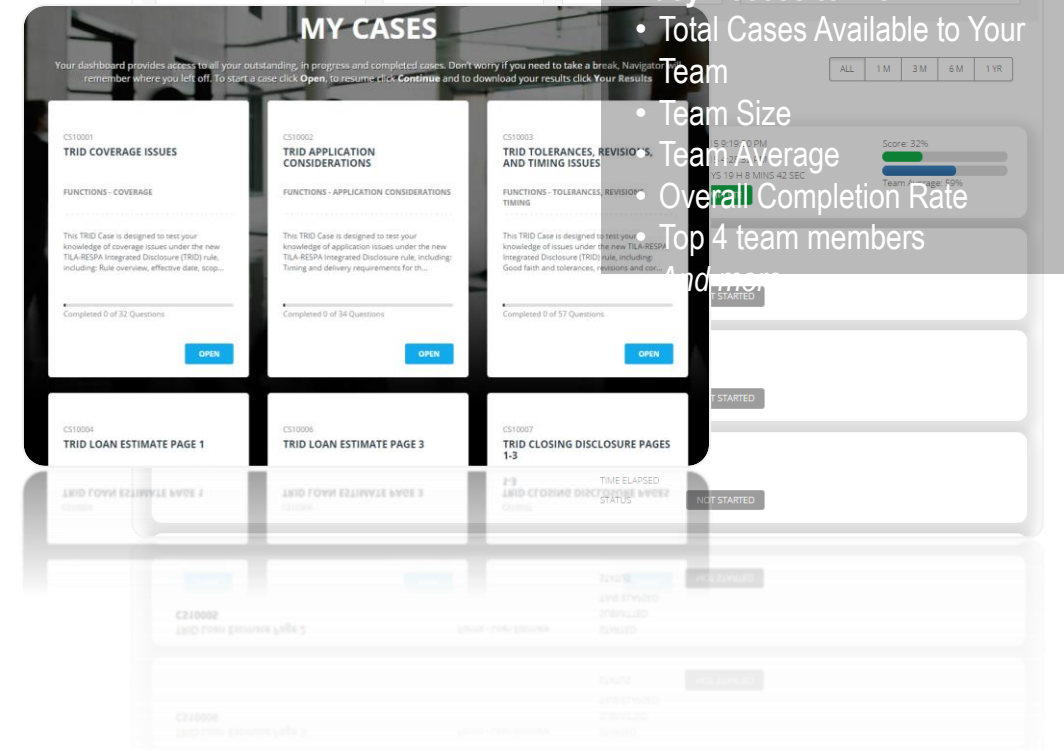 MY CASES
Your dashboard provides access to all your outstanding, in progress and completed cases. Don't worry if you need to take a break, Navigator will
remember where you left off. To start a case click Open, to resume click Continue and to download your results click Your Results
CS10001
TRID COVERAGE ISSUES
FUNCTIONS - COVERAGE
This TRID Case is designed to test your
knowledge of coverage issues under the new
TILA-RESPA Integrated Disclosure (TRID) rule,
including: Rule overview, effective date, scop...
Completed 0 of 32 Questions
OPEN
CS10002
TRID APPLICATION
CONSIDERATIONS
FUNCTIONS - APPLICATION CONSIDERATIONS
This TRID Case is designed to test your
knowledge of application issues under the new
TILA-RESPA Integrated Disclosure rule, including:
Timing and delivery requirements for th...
Completed 0 of 34 Questions
OPEN
CS10003
TRID TOLERANCES, REVISIONS,
AND TIMING ISSUES
FUNCTIONS - TOLERANCES, REVISIONS
TIMING
This TRID Case is designed to test your
knowledge of issues under the new TILA-RESPA
Integrated Disclosure (TRID) rule, including:
Good faith and tolerances, revisions and cor...
Completed 0 of 57 Questions
OPEN
CS10004
TRID LOAN ESTIMATE PAGE 1
CS10006
TRID LOAN ESTIMATE PAGE 3
CS10007
TRID CLOSING DISCLOSURE PAGES
1-3
• Total Cases Available to Your
Team
• Team Size
• Team Average
• Overall Completion Rate
• Top 4 team members
And more
ALL 1 M 3 M 6 M 1 YR
19 H 8 MINS 42 SEC
Score: 32%
Team Average: 59%
STARTED
STARTED
TIME ELAPSED
STATUS NOT STARTED